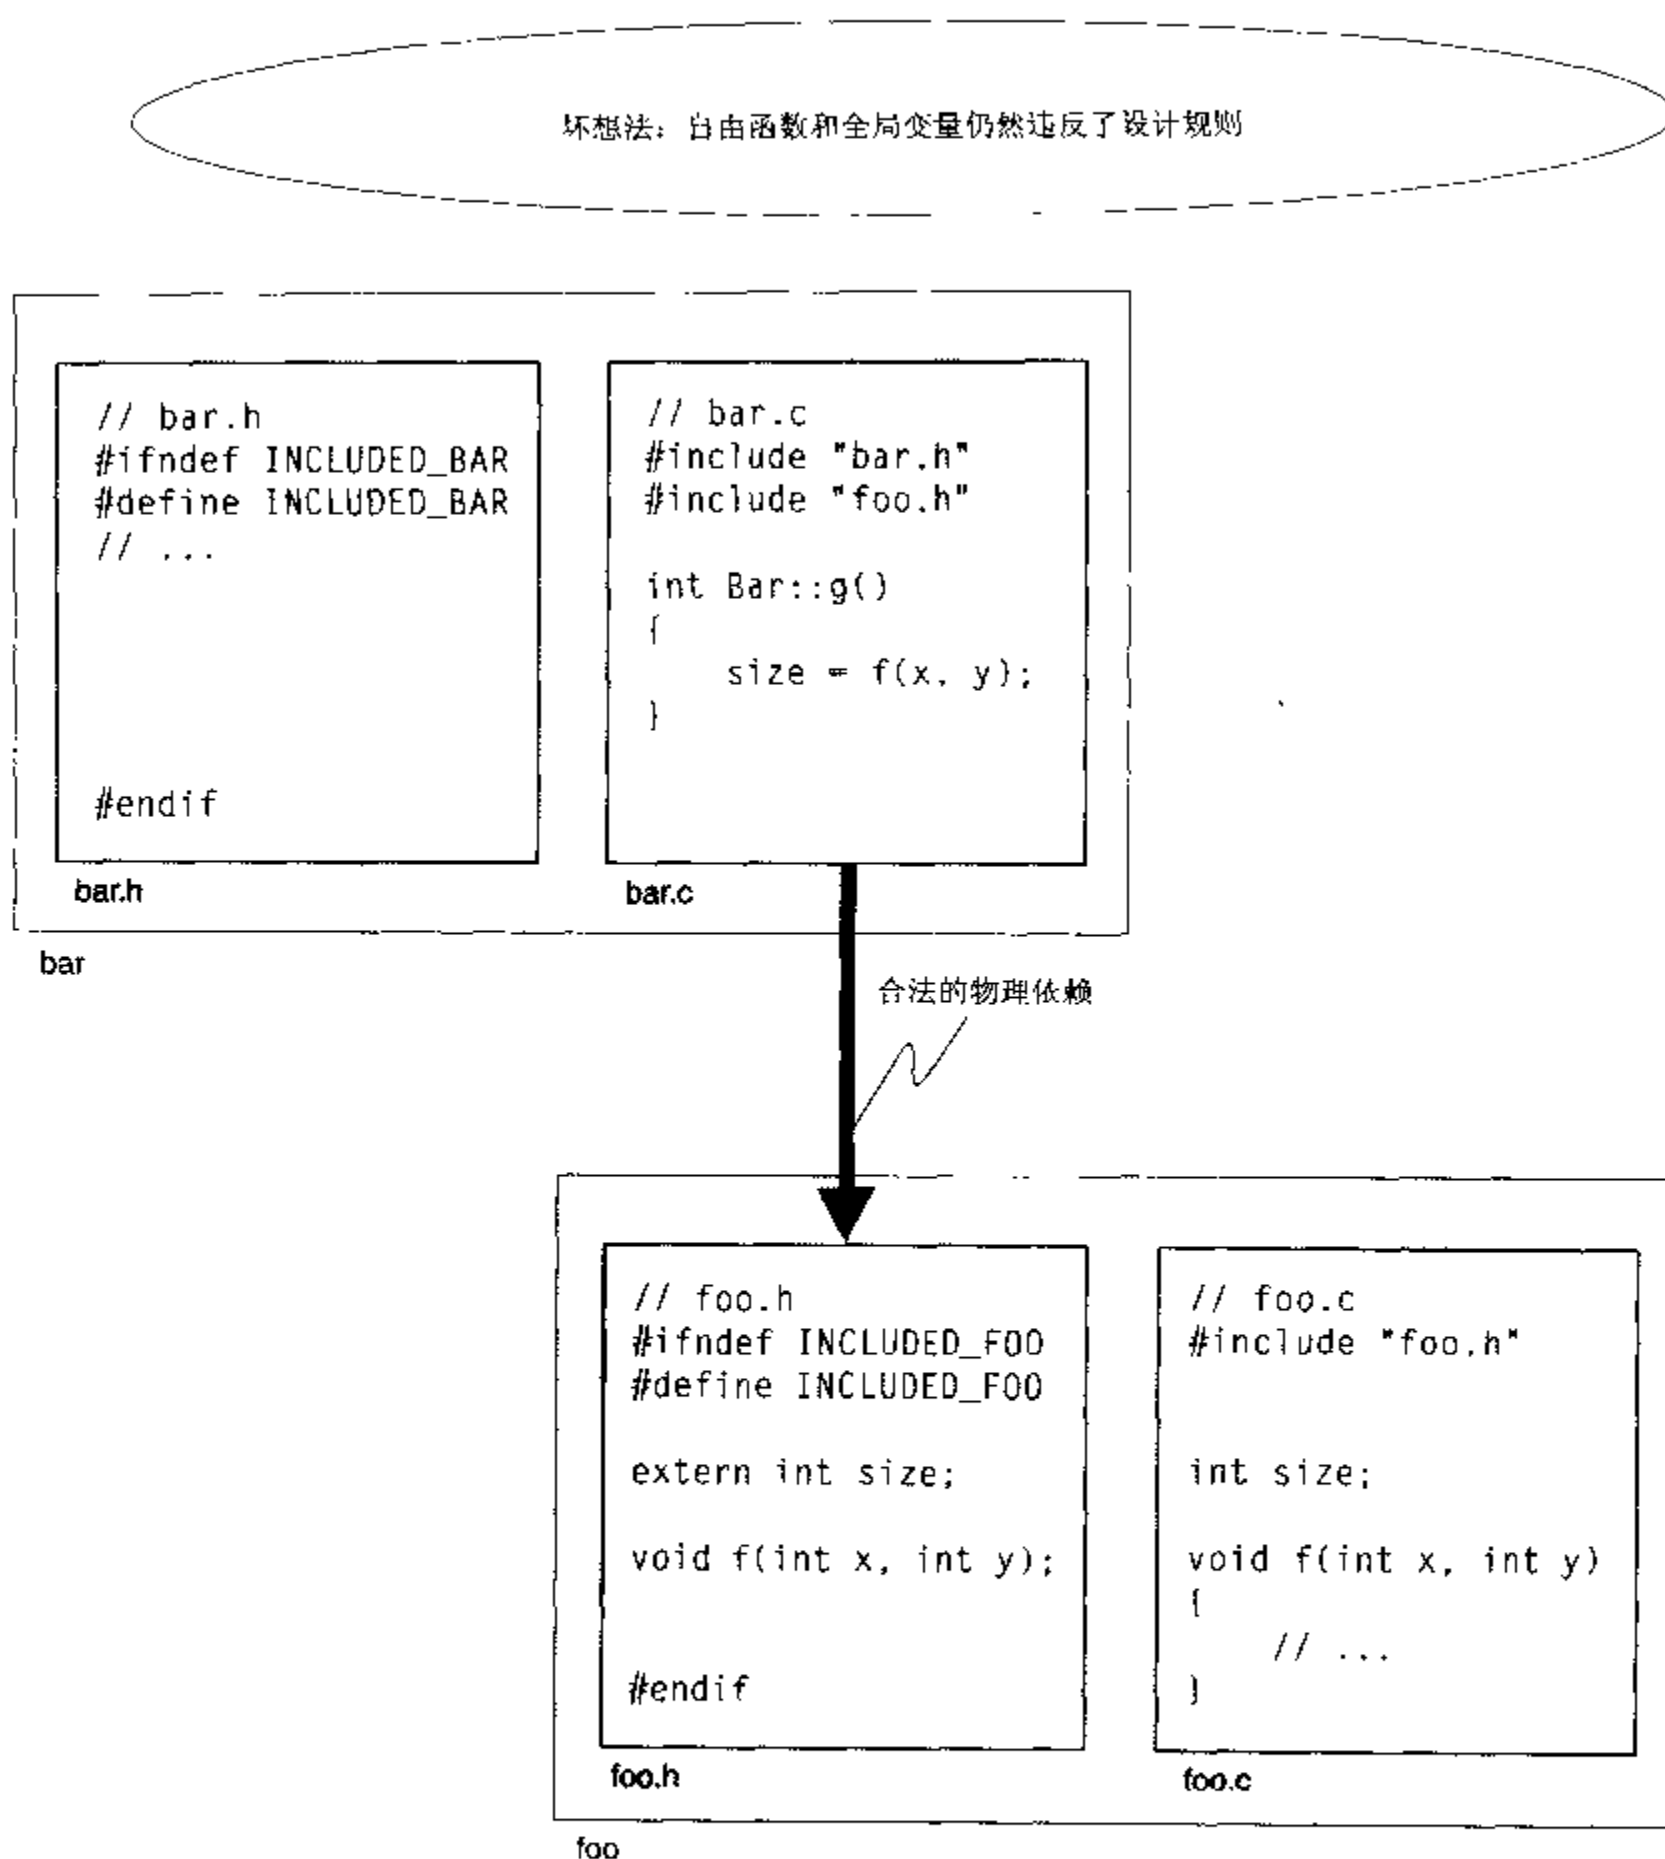 坏想法：自由函数和全局变量仍然违反了设计规则
// bar.h
#ifndef INCLUDED_BAR
#define INCLUDED_BAR
// ...
#endif
bar.h
// bar.c
#include "bar.h"
#include "foo.h"
int Bar::g()
{
size = f(x, y);
}
bar.c
bar
合法的物理依赖
// foo.h
#ifndef INCLUDED_FOO
#define INCLUDED_FOO
extern int size;
void f(int x, int y);
#endif
foo.h
// foo.c
#include "foo.h"
int size;
void f(int x, int y)
{
// ...
}
foo.c
foo